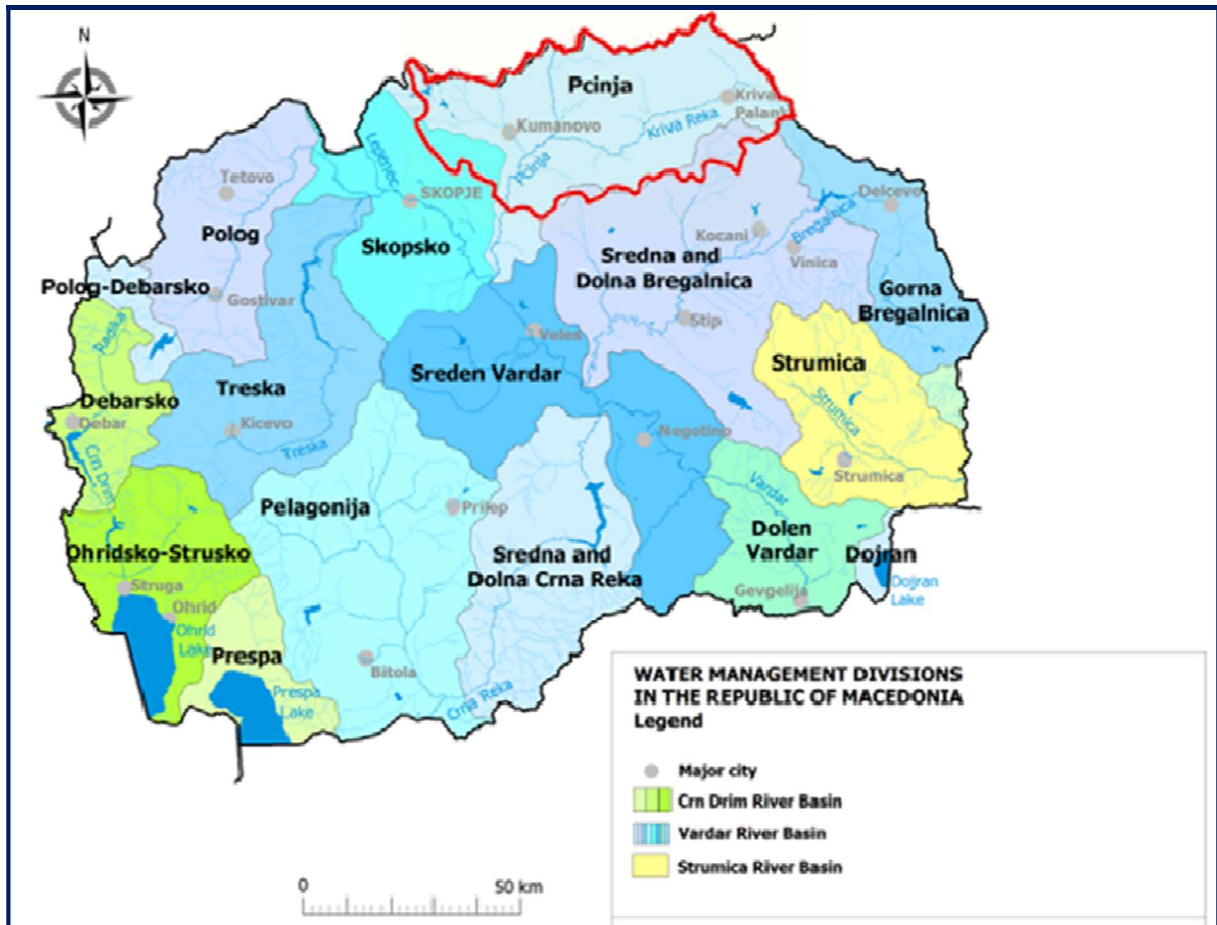 N
Pcinja
Kriva
Palank
Kumanovo
Kriva Reka
Pcinja
Lepenec
Tetovo
SKOPJE
Delcevo
Polog
Skopsko
Kocani
Bregalnica
Vinica
Sredna and
Dolna Bregalnica
Polog-Debarsko
Gostivar
Gorna
Bregalnica
Radika
Veles
Stip
Strumica
Treska
Sreden Vardar
Debarsko
Debar
Kicevo
Treska
Strumica
Negotino
Crn Drim
Strumica
Pelagonija
Prilep
Vardar
Dolen
Vardar
Ohridsko-Strusko
Sredna and
Dolna Crna Reka
Dojran
Struga
Gevgelija
Dojran
Lake
Ohrid
Ohrid
Lake
Prespa
Bitola
Prespa
Lake
Crna Reka
WATER MANAGEMENT DIVISIONS
IN THE REPUBLIC OF MACEDONIA
Legend
Major city
Crn Drim River Basin
Vardar River Basin
Strumica River Basin
0 50 km